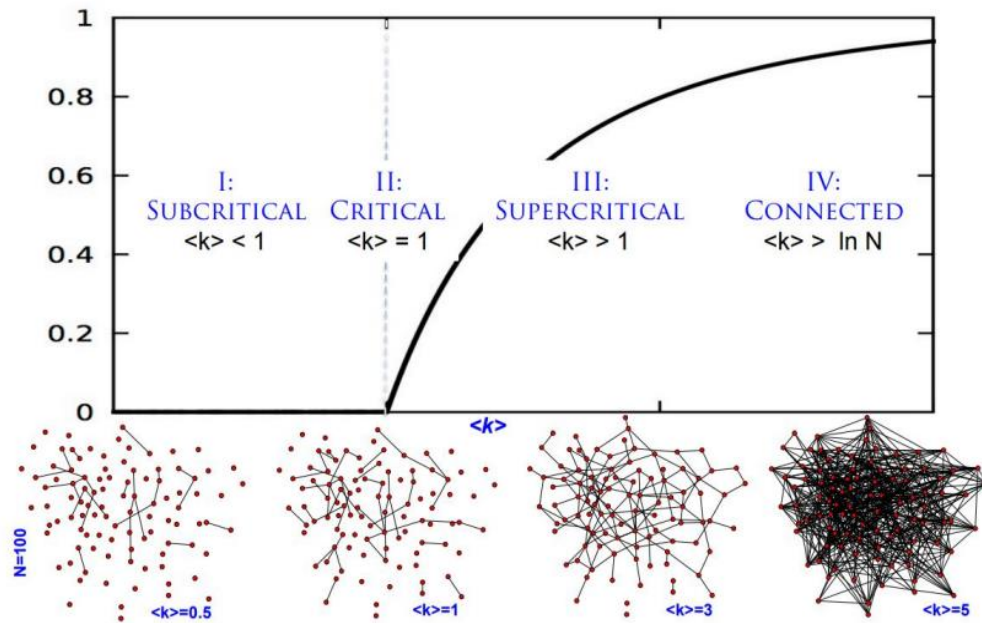 1
0.8
0.6
0.4
0.2
0
I:
SUBCRITICAL
<k> < 1
II:
CRITICAL
<k> = 1
III:
SUPERCRITICAL
<k> > 1
IV:
CONNECTED
<k> > ln N
<k>
N=100
<k>=0.5
<k>=1
<k>=3
<k>=5